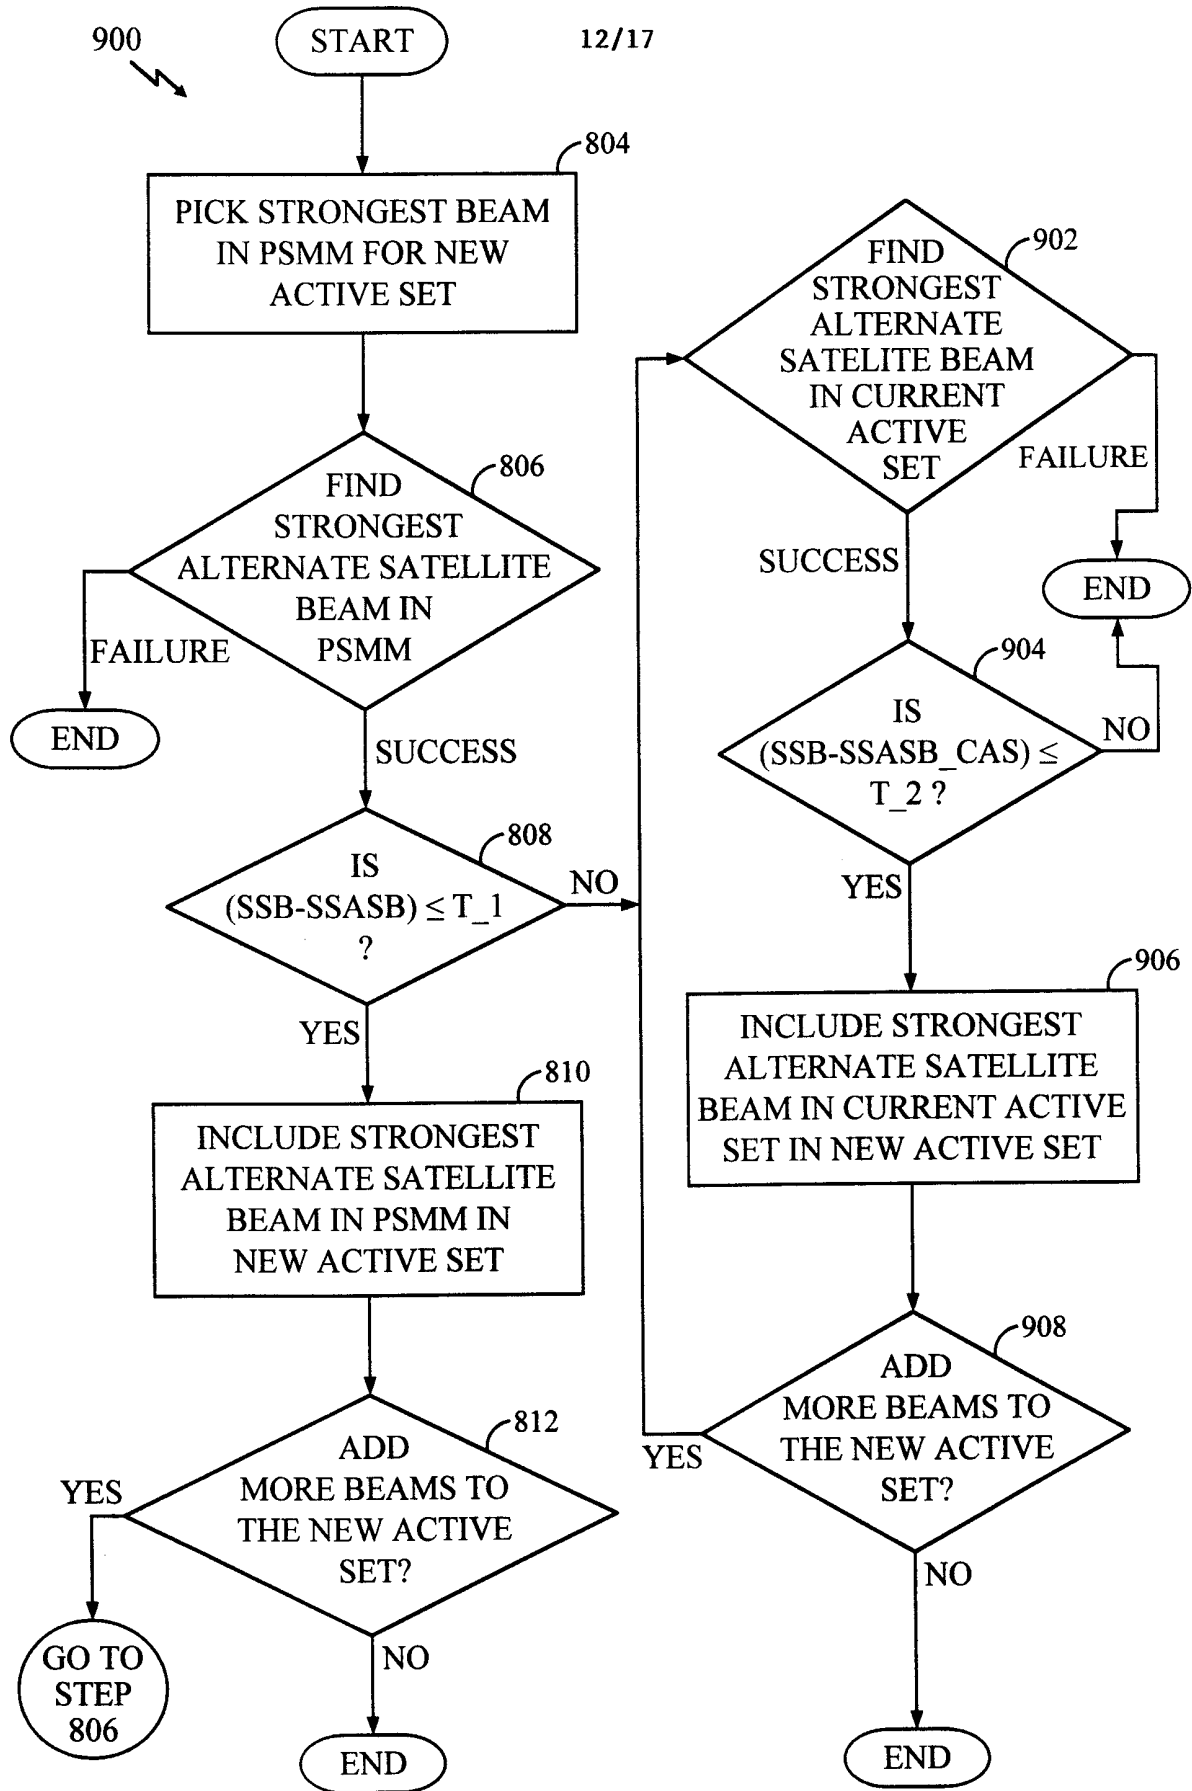 900
START
12/17
804
PICK STRONGEST BEAM
IN PSMM FOR NEW
ACTIVE SET
806
FIND
STRONGEST
ALTERNATE SATELLITE
BEAM IN
PSMM
FAILURE
END
SUCCESS
808
IS
(SSB-SSASB) ≤ T_1
?
NO
YES
810
INCLUDE STRONGEST
ALTERNATE SATELLITE
BEAM IN PSMM IN
NEW ACTIVE SET
812
ADD
MORE BEAMS TO
THE NEW ACTIVE
SET?
YES
GO TO
STEP
806
NO
END
902
FIND
STRONGEST
ALTERNATE
SATELITE BEAM
IN CURRENT
ACTIVE
SET
FAILURE
SUCCESS
END
904
IS
(SSB-SSASB_CAS) ≤
T_2 ?
NO
YES
906
INCLUDE STRONGEST
ALTERNATE SATELLITE
BEAM IN CURRENT ACTIVE
SET IN NEW ACTIVE SET
908
ADD
MORE BEAMS TO
THE NEW ACTIVE
SET?
YES
NO
END